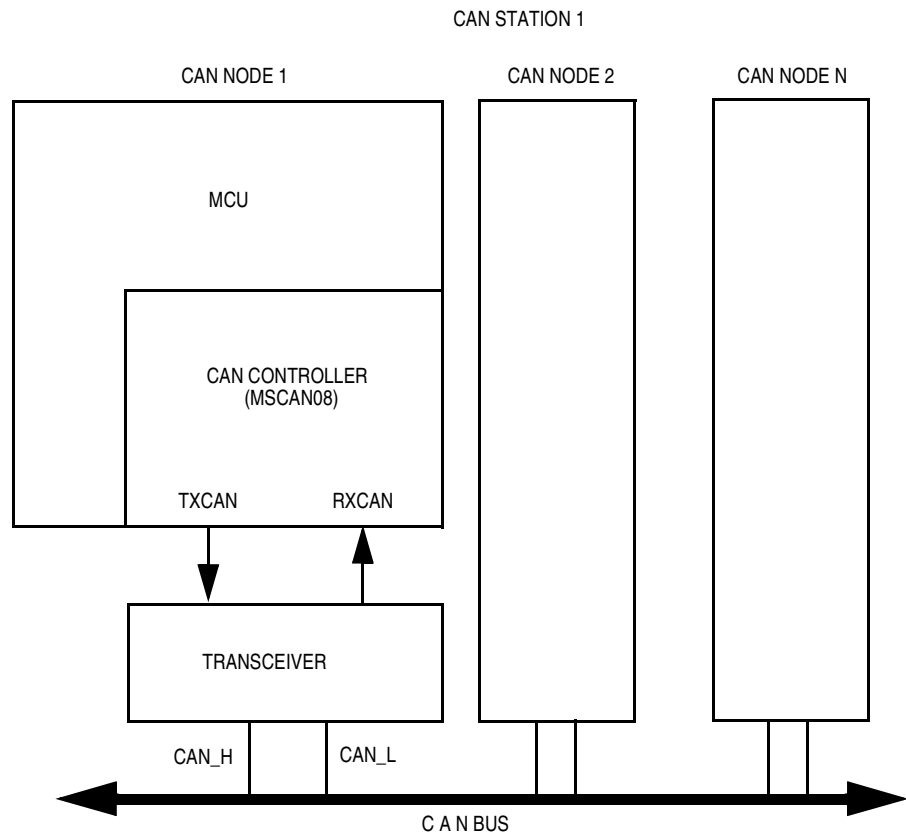 CAN STATION 1
CAN NODE 1
CAN NODE 2
CAN NODE N
MCU
CAN CONTROLLER
(MSCAN08)
TXCAN
RXCAN
TRANSCEIVER
CAN_H
CAN_L
C A N BUS